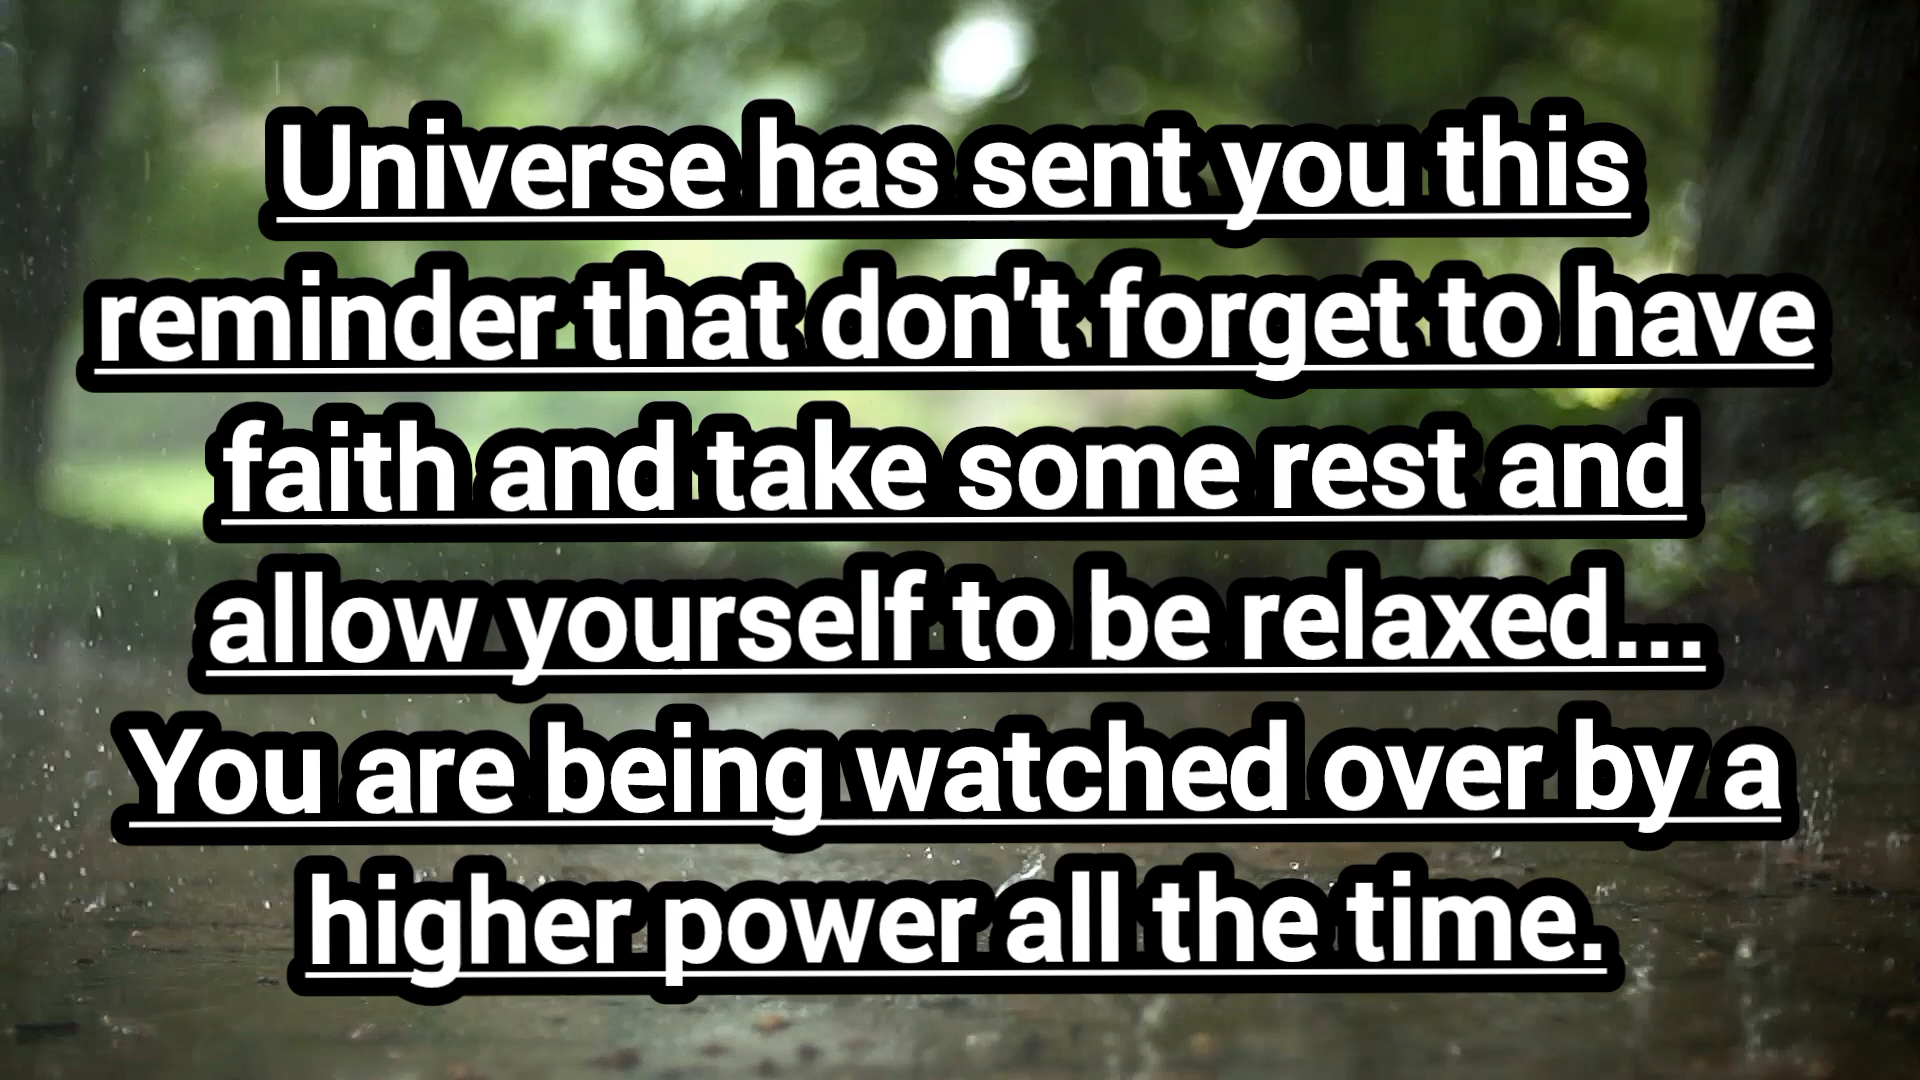 Universe has sent you this
reminder that don't forget to have
faith and take some rest and
allow yourself to be relaxed...
You are being watched over by a
higher power all the time.